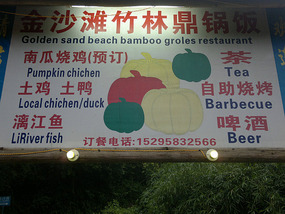 金沙滩竹林鼎锅饭
Golden sand beach bamboo groles restaurant
南瓜烧鸡(预订)
Pumpkin chichen
土鸡 土鸭
Local chichen/duck
漓江鱼
LiRiver fish
茶
Tea
自助烧烤
Barbecue
啤酒
Beer
订餐电话:15295832566